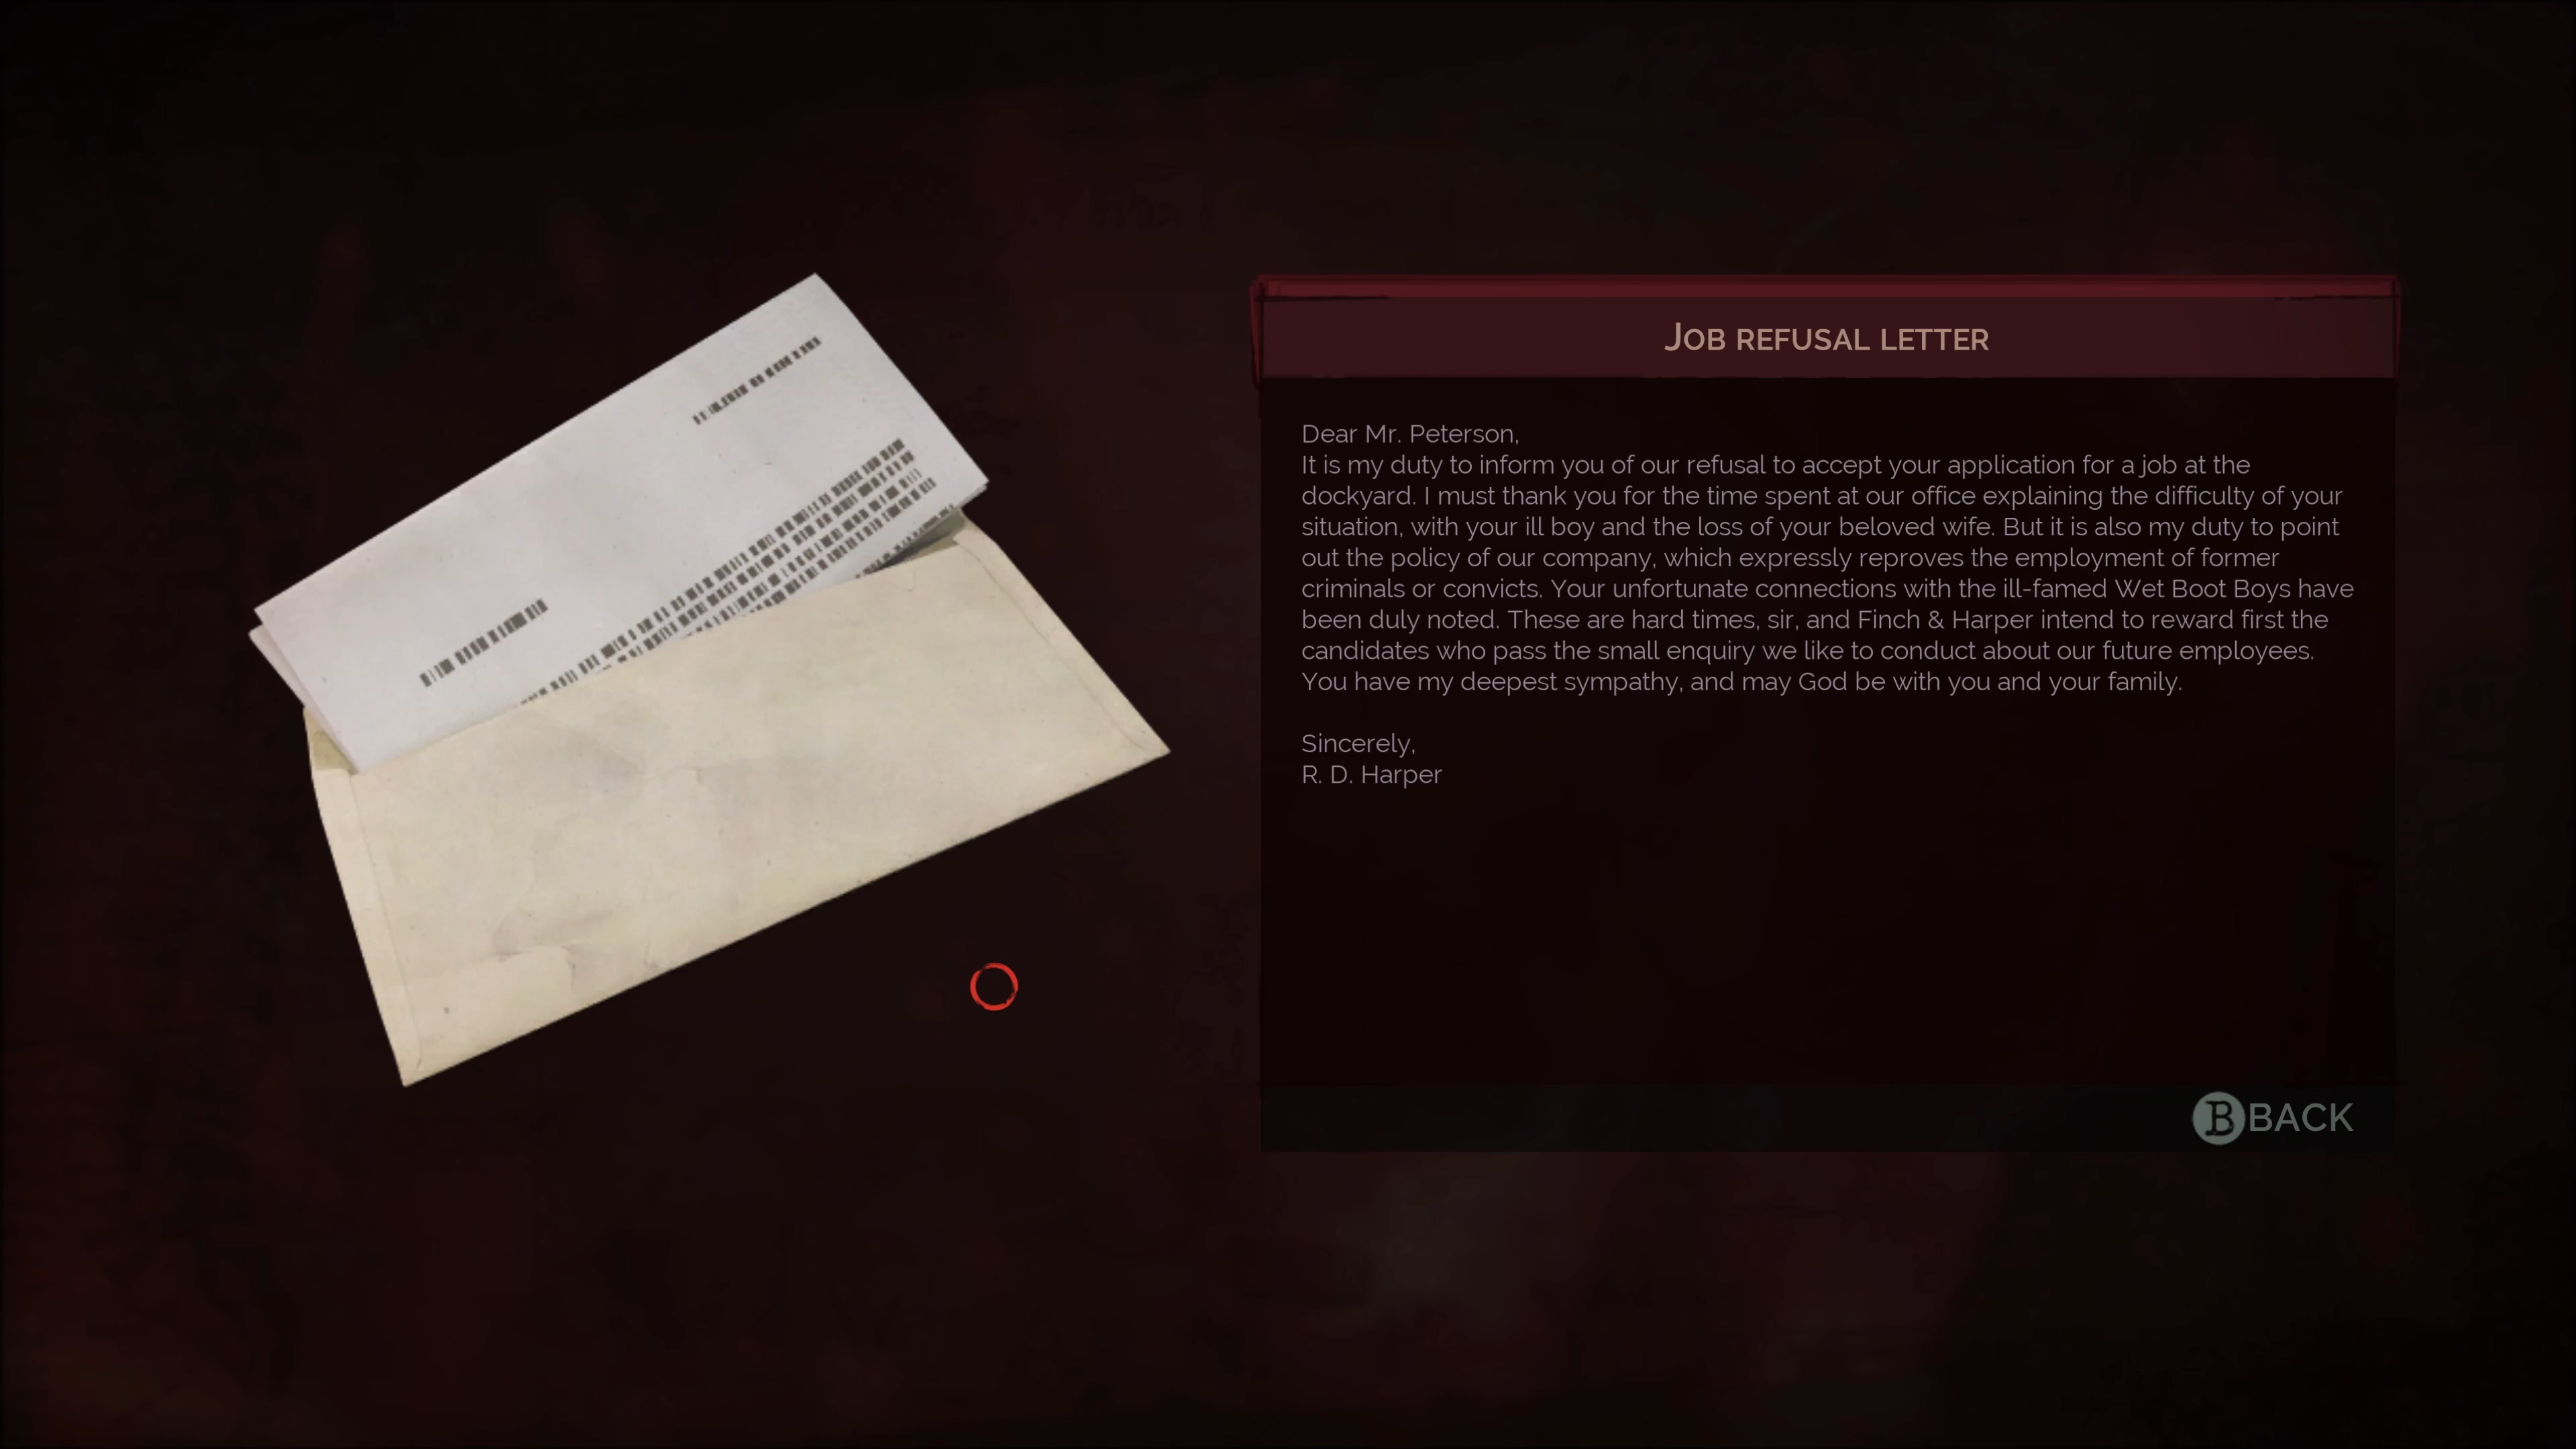 Job refusal letter
Dear Mr. Peterson,
It is my duty to inform you of our refusal to accept your application for a job at the
dockyard. I must thank you for the time spent at our office explaining the difficulty of your
situation, with your ill boy and the loss of your beloved wife. But it is also my duty to point
out the policy of our company, which expressly reproves the employment of former
criminals or convicts. Your unfortunate connections with the ill-famed Wet Boot Boys have
been duly noted. These are hard times, sir, and Finch & Harper intend to reward first the
candidates who pass the small enquiry we like to conduct about our future employees.
You have my deepest sympathy, and may God be with you and your family.
Sincerely,
R. D. Harper
B BACK